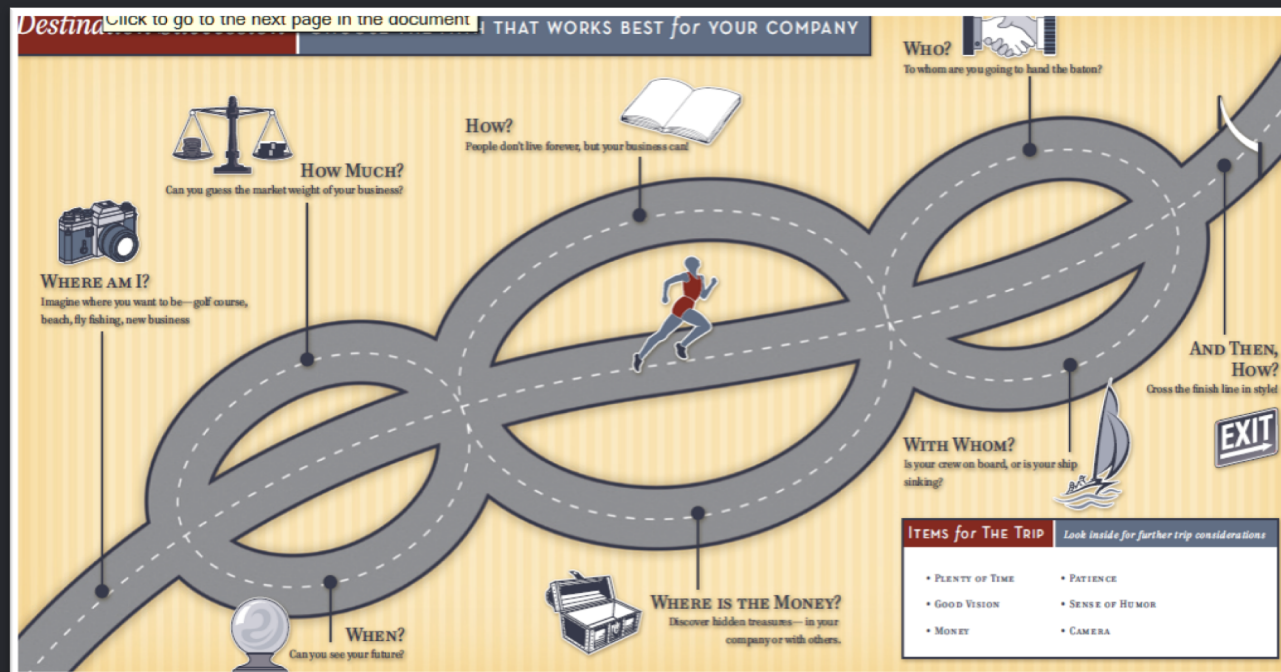 Click to go to the next page in the document
Destina
THAT WORKS BEST for YOUR COMPANY
WHO?
To whom are you going to hand the baton?
HOW?
People don't live forever, but your business can!
HOW MUCH?
Can you guess the market weight of your business?
WHERE AM I?
Imagine where you want to be—golf course,
beach, fly fishing, new business
AND THEN,
HOW?
Cross the finish line in style!
EXIT
WITH WHOM?
Is your crew on board, or is your ship
sinking?
ITEMS for THE TRIP
Look inside for further trip considerations
• PLENTY OF TIME
• PATIENCE
• GOOD VISION
• SENSE OF HUMOR
• MONEY
• CAMERA
WHERE IS THE MONEY?
Discover hidden treasures— in your
company or with others.
WHEN?
Can you see your future?